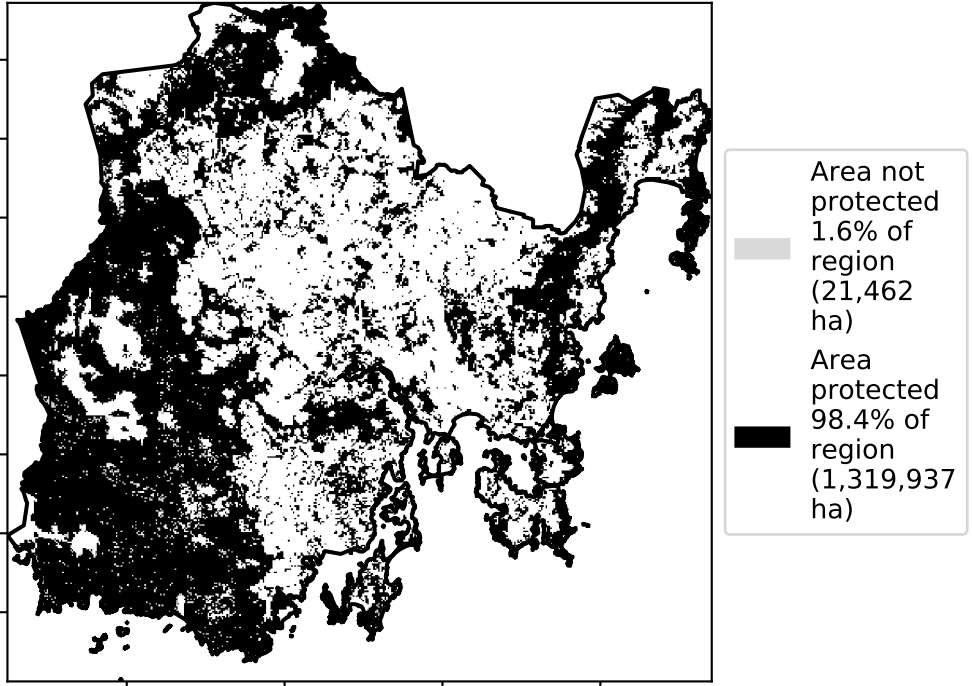 Area not
protected
1.6% of
region
(21,462
ha)
Area
protected
98.4% of
region
(1,319,937
ha)